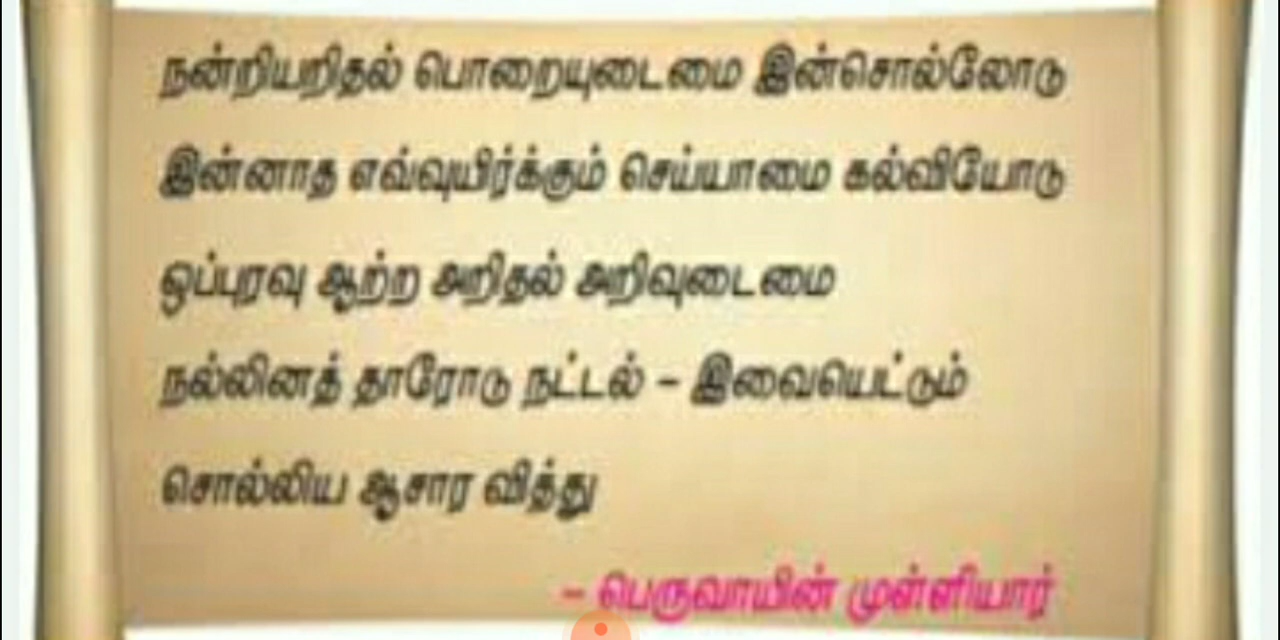 நன்றியறிதல் பொறையுடைமை இன்சொல்லோடு
இன்னாத எவ்வுயிர்க்கும் செய்யாமை கல்வியோடு
ஒப்புரவு ஆற்ற அறிதல் அறிவுடைமை
நல்லினத் தாரோடு நட்டல் – இவையெட்டும்
சொல்லிய ஆசார வித்து
– பெருவாயின் முள்ளியார்